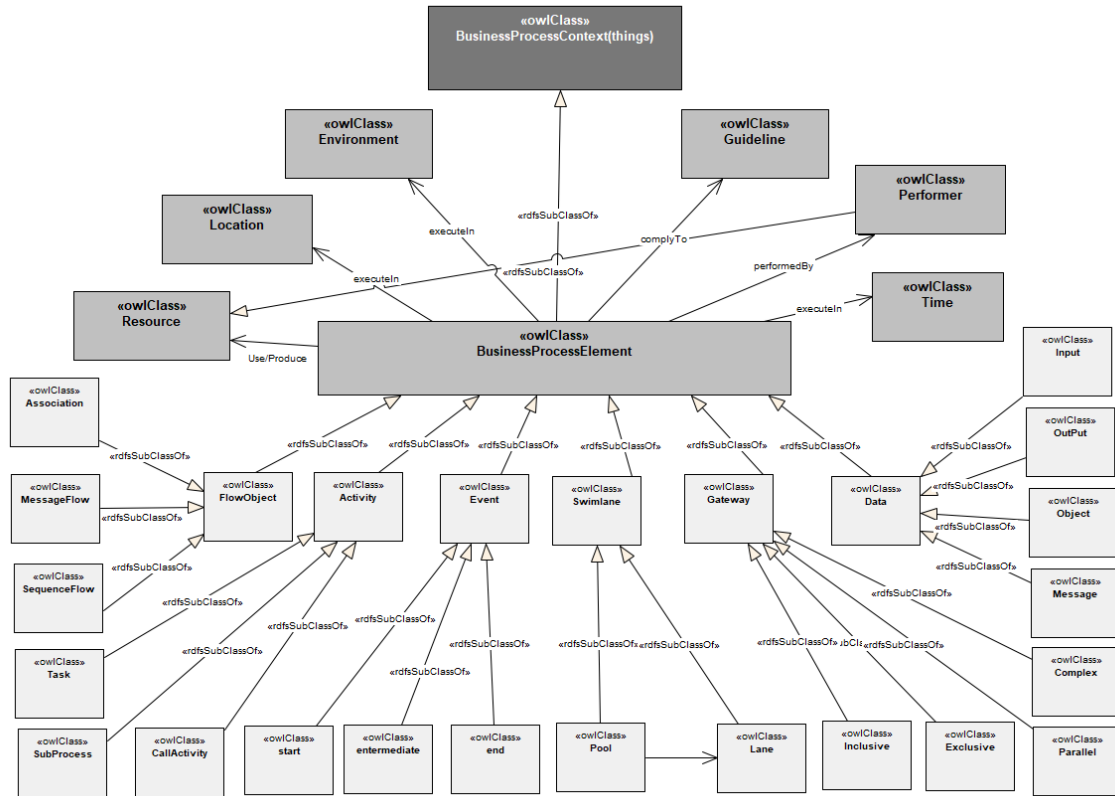 «owlClass»
BusinessProcessContext(things)
«owlClass»
Environment
«owlClass»
Guideline
«owlClass»
Performer
«owlClass»
Location
«rdfsSubClassOf»
executeIn
complyTo
performedBy
«rdfsSubClassOf»
executeIn
«owlClass»
Resource
«owlClass»
Time
executeIn
«owlClass»
BusinessProcessElement
Use/Produce
«owlClass»
Input
«owlClass»
Association
«owlClass»
OutPut
«rdfsSubClassOf»
«rdfsSubClassOf»
«rdfsSubClassOf»
«rdfsSubClassOf»
«rdfsSubClassOf»
«rdfsSubClassOf»
«rdfsSubClassOf»
«rdfsSubClassOf»
«owlClass»
MessageFlow
«owlClass»
FlowObject
«owlClass»
Activity
«owlClass»
Event
«owlClass»
Swimlane
«owlClass»
Gateway
«owlClass»
Data
«rdfsSubClassOf»
«owlClass»
Object
«rdfsSubClassOf»
«rdfsSubClassOf»
«rdfsSubClassOf»
«owlClass»
SequenceFlow
«rdfsSubClassOf»
«owlClass»
Message
«rdfsSubClassOf»
«rdfsSubClassOf»
«rdfsSubClassOf»
«rdfsSubClassOf»
«rdfsSubClassOf»
«rdfsSubClassOf»
«rdfsSubClassOf»
«rdfsSubClassOf»
«rdfsSubClassOf»
«rdfsSubClassOf»
«rdfsSubClassOf»
«owlClass»
Task
«owlClass»
Complex
«owlClass»
SubProcess
«owlClass»
CallActivity
«owlClass»
start
«owlClass»
entermediate
«owlClass»
end
«owlClass»
Pool
«owlClass»
Lane
«owlClass»
Inclusive
«owlClass»
Exclusive
«owlClass»
Parallel